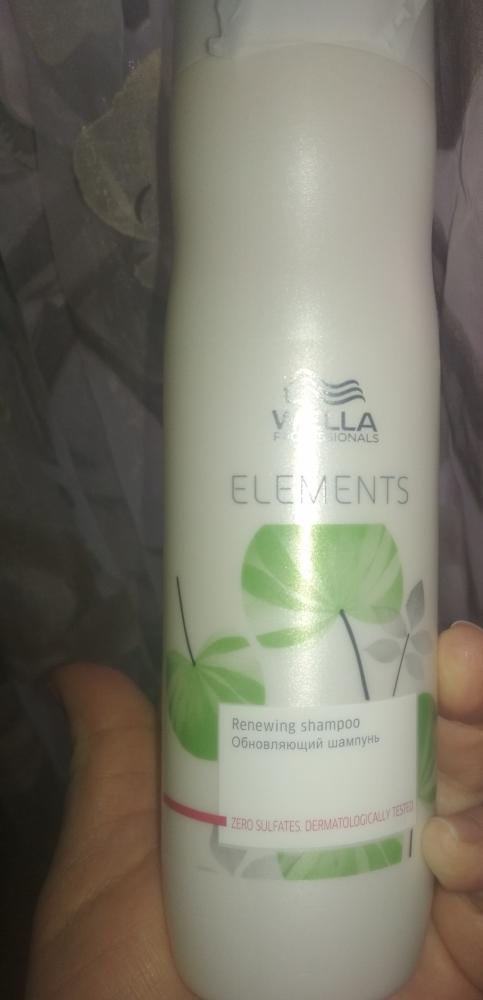 WELLA
PROFESSIONALS
ELEMENTS
Renewing shampoo
Обновляющий шампунь
ZERO SULFATES. DERMATOLOGICALLY TESTED